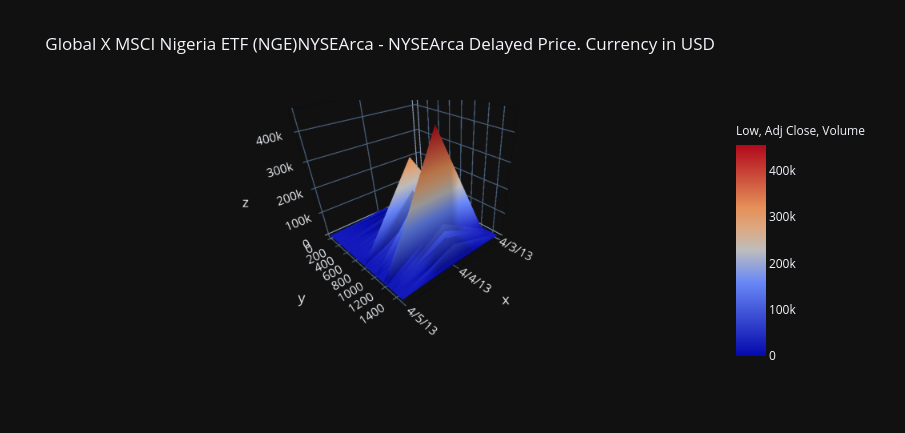 Global X MSCI Nigeria ETF (NGE)NYSEArca - NYSEArca Delayed Price. Currency in USD
Low, Adj Close, Volume
400k
300k
200k
100k
0
z
400k
300k
200k
100k
0
y
0
200
400
600
800
1000
1200
1400
x
4/3/13
4/4/13
4/5/13